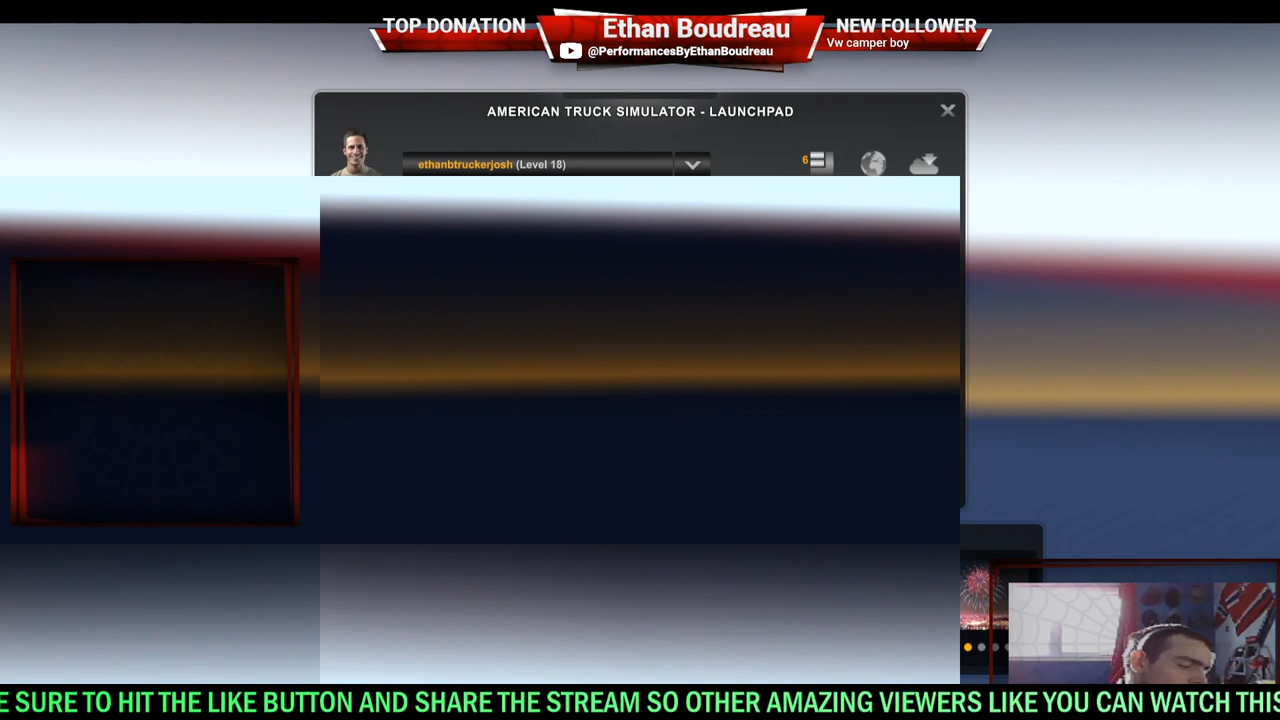 TOP DONATION
Ethan Boudreau
@PerformancesByEthanBoudreau
NEW FOLLOWER
Vw camper boy
AMERICAN TRUCK SIMULATOR - LAUNCHPAD
ethanbtruckerjosh (Level 18)
6
E SURE TO HIT THE LIKE BUTTON AND SHARE THE STREAM SO OTHER AMAZING VIEWERS LIKE YOU CAN WATCH THIS